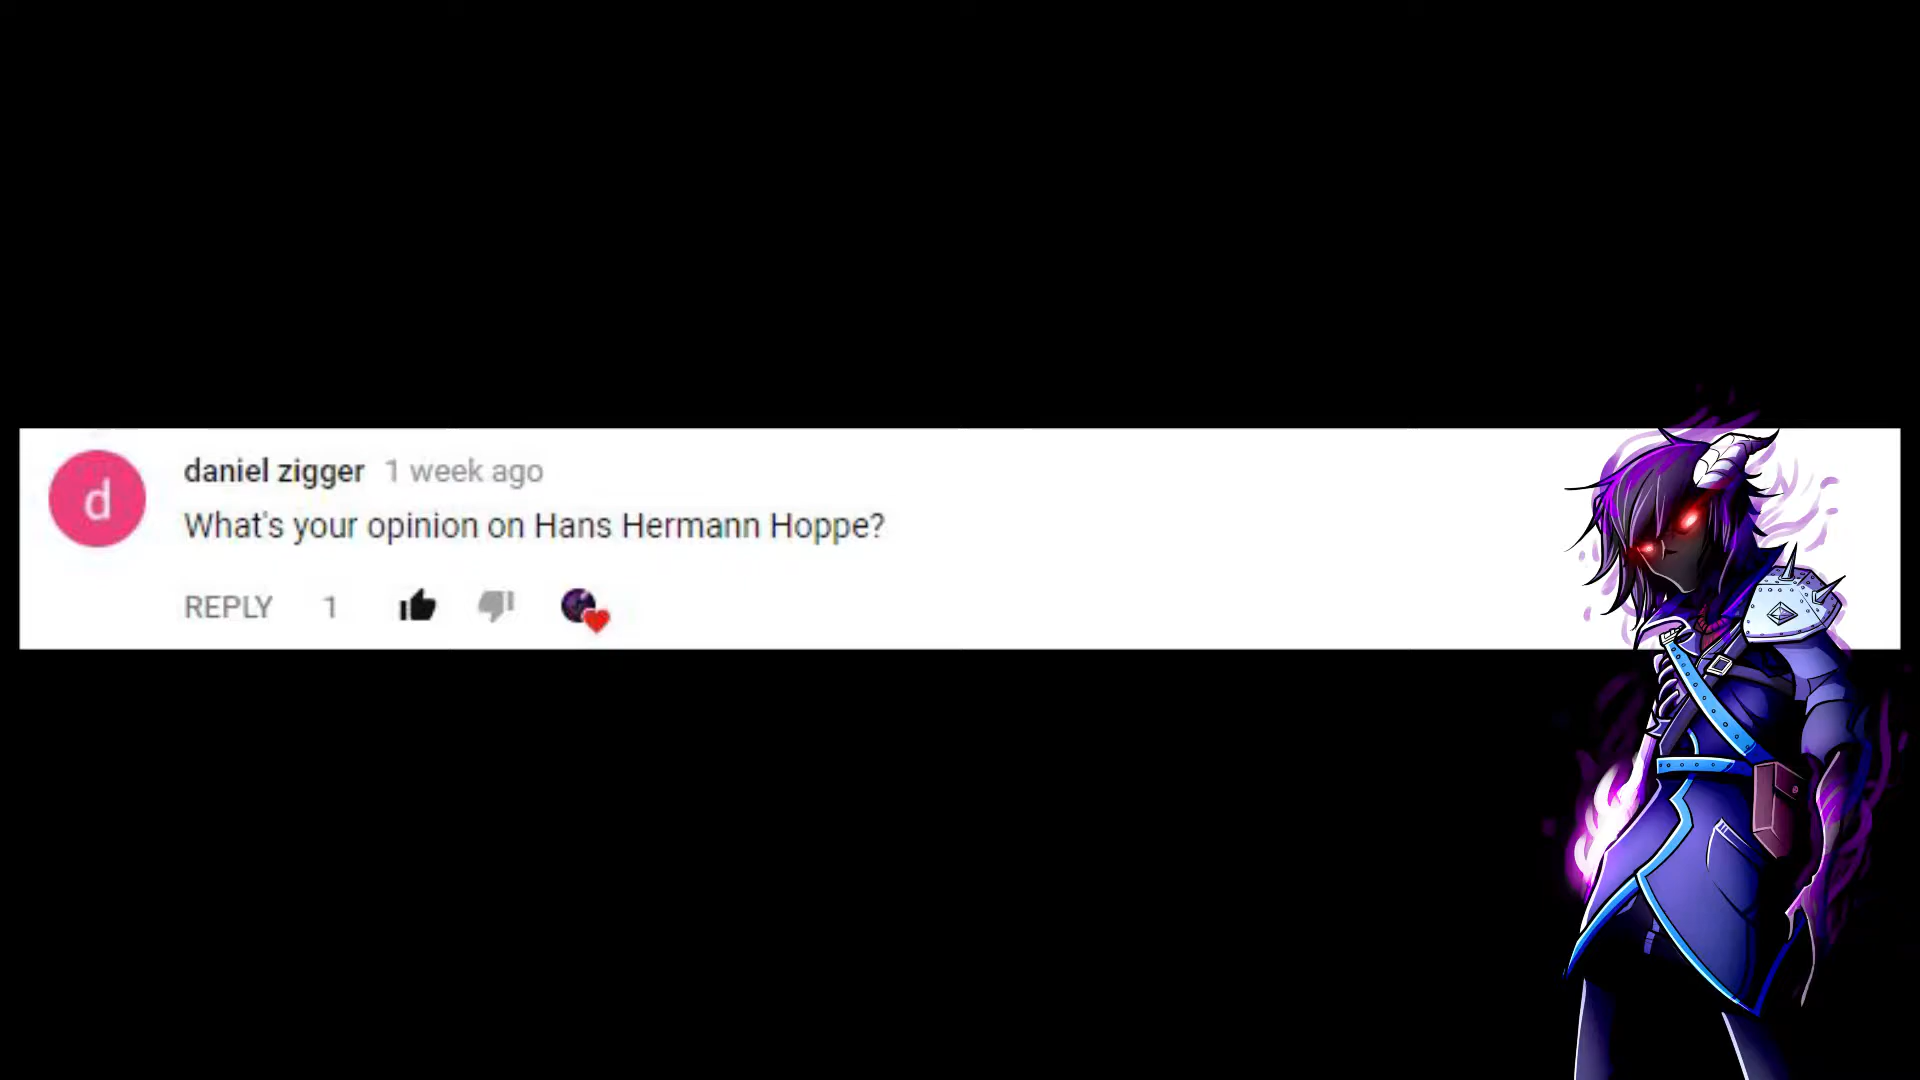 d
daniel zigger 1 week ago
What's your opinion on Hans Hermann Hoppe?
REPLY 1